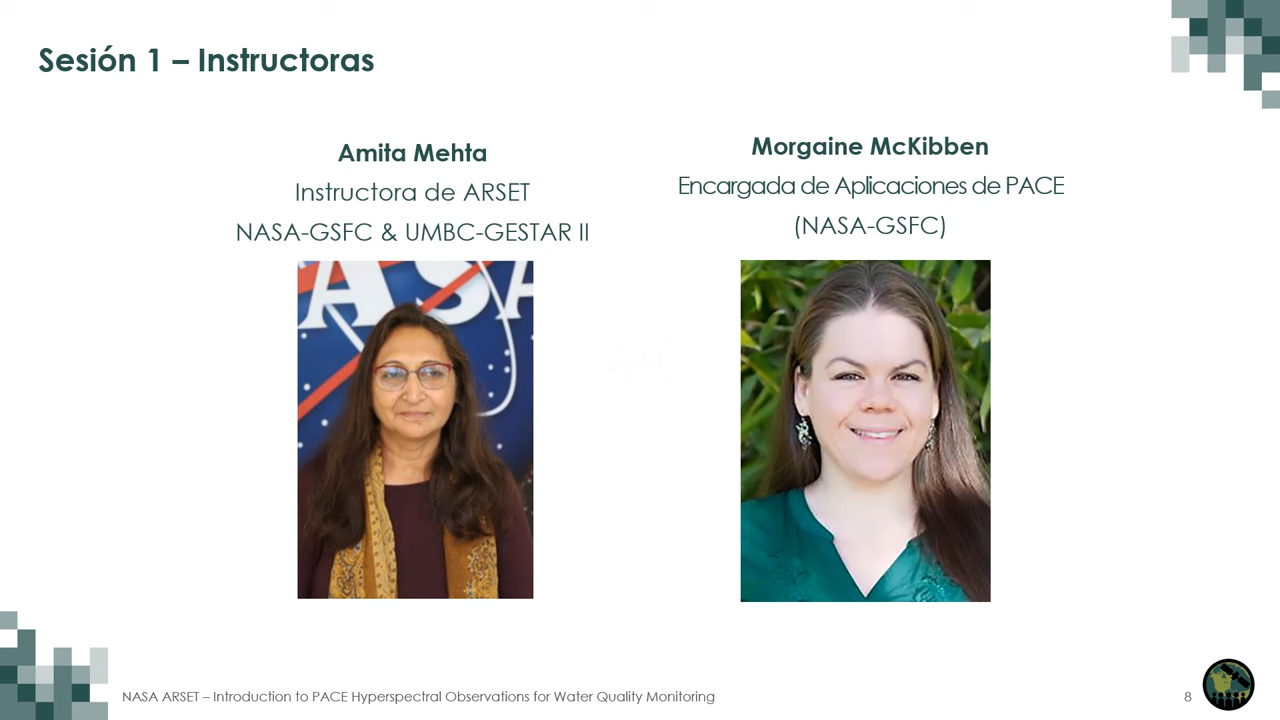 Sesión 1 – Instructoras
Amita Mehta
Instructora de ARSET
NASA-GSFC & UMBC-GESTAR II
Morgaine McKibben
Encargada de Aplicaciones de PACE
(NASA-GSFC)
NASA ARSET – Introduction to PACE Hyperspectral Observations for Water Quality Monitoring
8